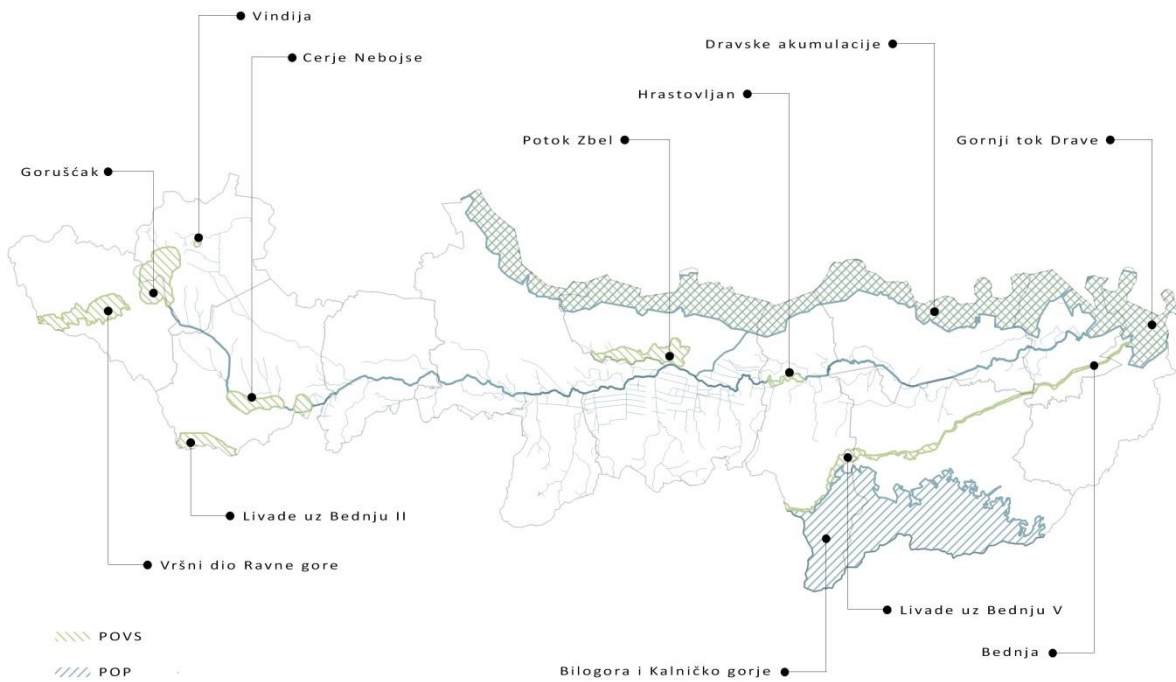 Vindija
Dravske akumulacije
Cerje Nebojse
Hrastovljan
Potok Zbel
Gornji tok Drave
Gorušćak
Livade uz Bednju II
Vršni dio Ravne gore
Livade uz Bednju V
POVS
Bednja
POP
Bilogora i Kalničko gorje